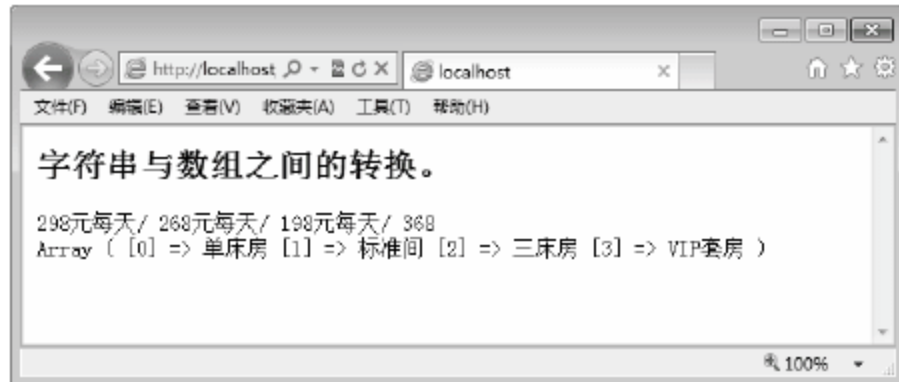 http://localhost
localhost
文件(F) 编辑(E) 查看(V) 收藏夹(A) 工具(T) 帮助(H)
字符串与数组之间的转换。
298元每天/ 268元每天/ 198元每天/ 368
Array ( [0] => 单床房 [1] => 标准间 [2] => 三床房 [3] => VIP套房 )
100%